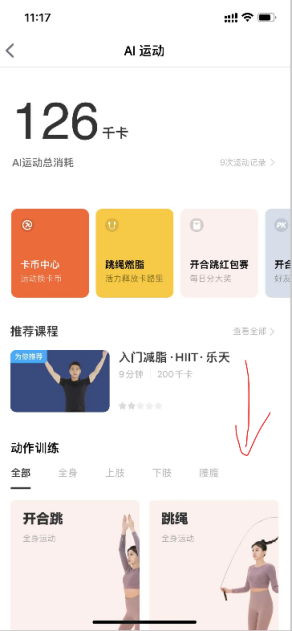 11:17
AI 运动
126千卡
AI运动总消耗
9次运动记录
卡币中心
运动换卡币
跳绳燃脂
活力释放卡路里
开合跳红包赛
每日分大奖
PK
开合
好友
推荐课程
查看全部
为你推荐
入门减脂·HIIT·乐天
9分钟 | 200千卡
动作训练
全部
全身
上肢
下肢
腰腹
开合跳
全身运动
跳绳
全身运动